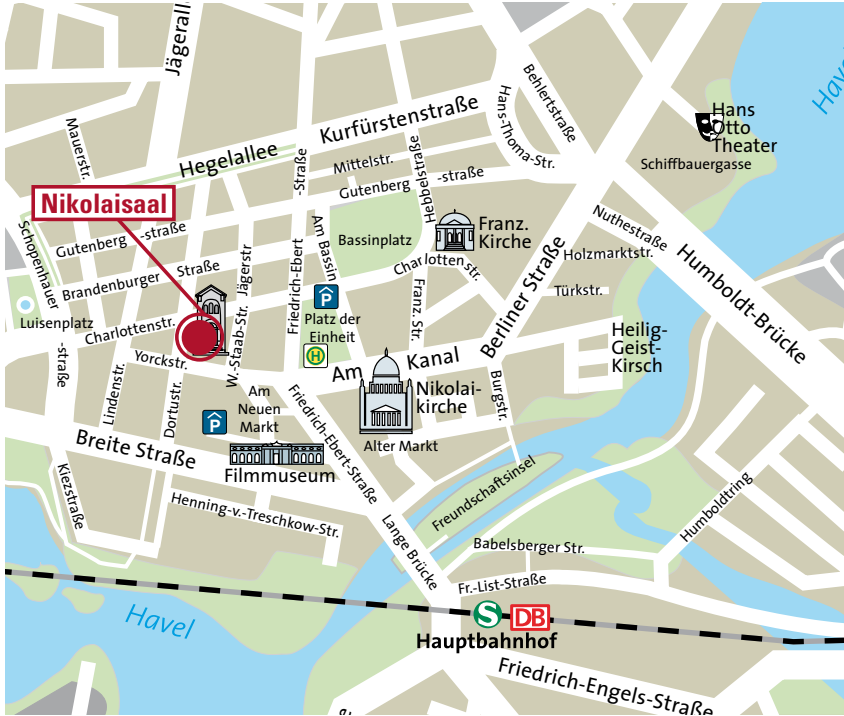 Jägerall
Havel
Behlertstraße
Hans-Thoma-Str.
Hans
Otto
Theater
Schiffbauergasse
Mauerstr.
Kurfürstenstraße
Hegelallee
-straße
Mittelstr.
Gutenberg -straße
Hebbelstraße
Nikolaisaal
Schopenhauer
-straße
Gutenberg -straße
Jägerstr
Friedrich-Ebert
-Straße
Am Bassin
Bassinplatz
Franz.
Kirche
Nuthestraße
Holzmarktstr.
Humboldt-Brücke
Brandenburger Straße
Charlottenstr.
Franz. Str.
Berliner Straße
Türkstr.
Luisenplatz
Charlottenstr.
W.-Staab-Str.
P
Platz der
Einheit
H
Heilig-
Geist-
Kirsch
Yorckstr.
Am Kanal
Lindenstr.
Dortustr.
Am
Neuen
Markt
Friedrich-Ebert-Straße
Nikolai-
kirche
Burgstr.
P
Breite Straße
Alter Markt
Filmmuseum
Kiezstraße
Freundschaftsinsel
Henning-v.-Treschkow-Str.
Lange Brücke
Humboldtring
Babelsberger Str.
Fr.-List-Straße
Havel
S
DB
Hauptbahnhof
Friedrich-Engels-Straße